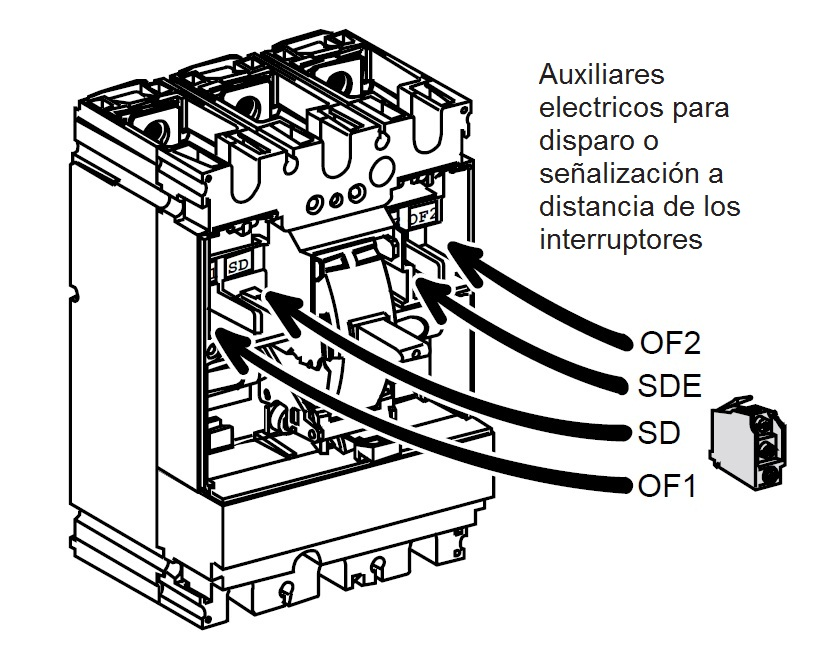 Auxiliares
electricos para
disparo o
señalización a
distancia de los
interruptores
OF2
SD
OF2
SDE
SD
OF1